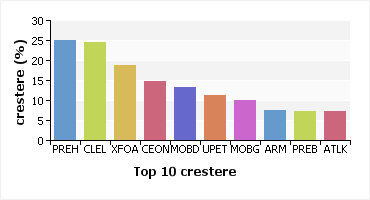 30
25
20
15
10
5
0
crestere (%)
PREH CLEL XFOA CEON MOBD UPET MOBG ARM PREB ATLK
Top 10 crestere